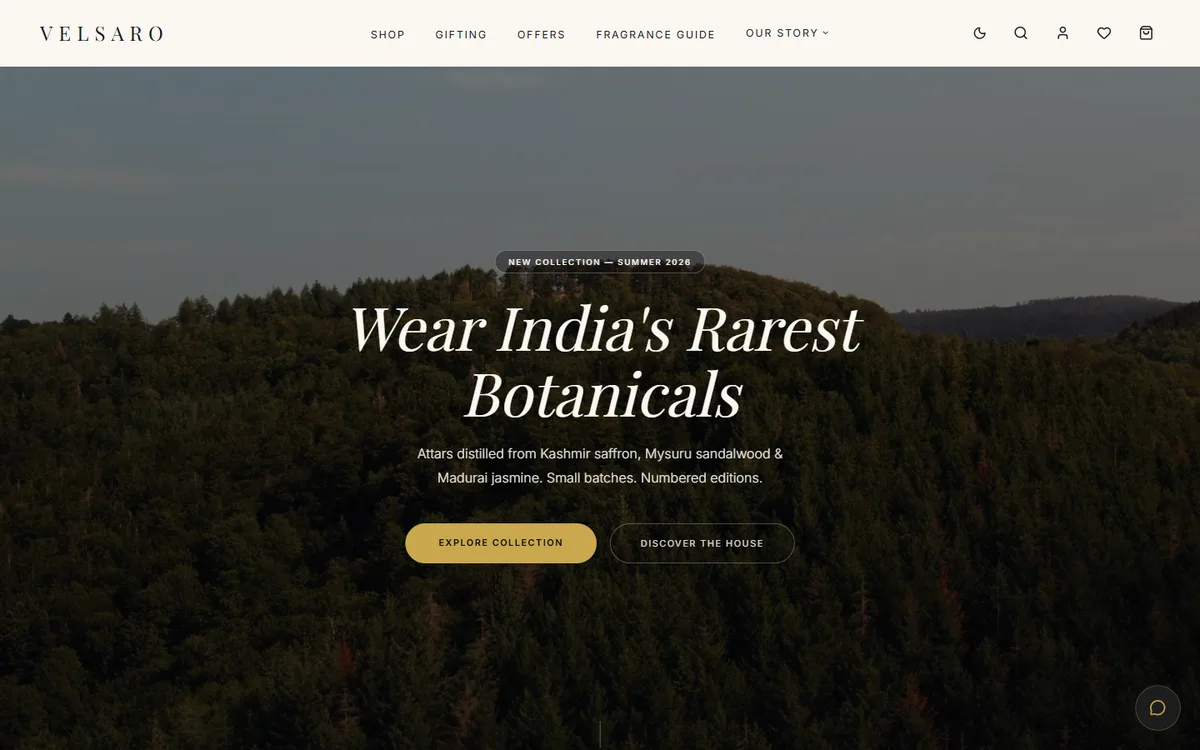 VELSARO
SHOP
GIFTING
OFFERS
FRAGRANCE GUIDE
OUR STORY
NEW COLLECTION — SUMMER 2026
Wear India's Rarest
Botanicals
Attars distilled from Kashmir saffron, Mysuru sandalwood &
Madurai jasmine. Small batches. Numbered editions.
EXPLORE COLLECTION
DISCOVER THE HOUSE